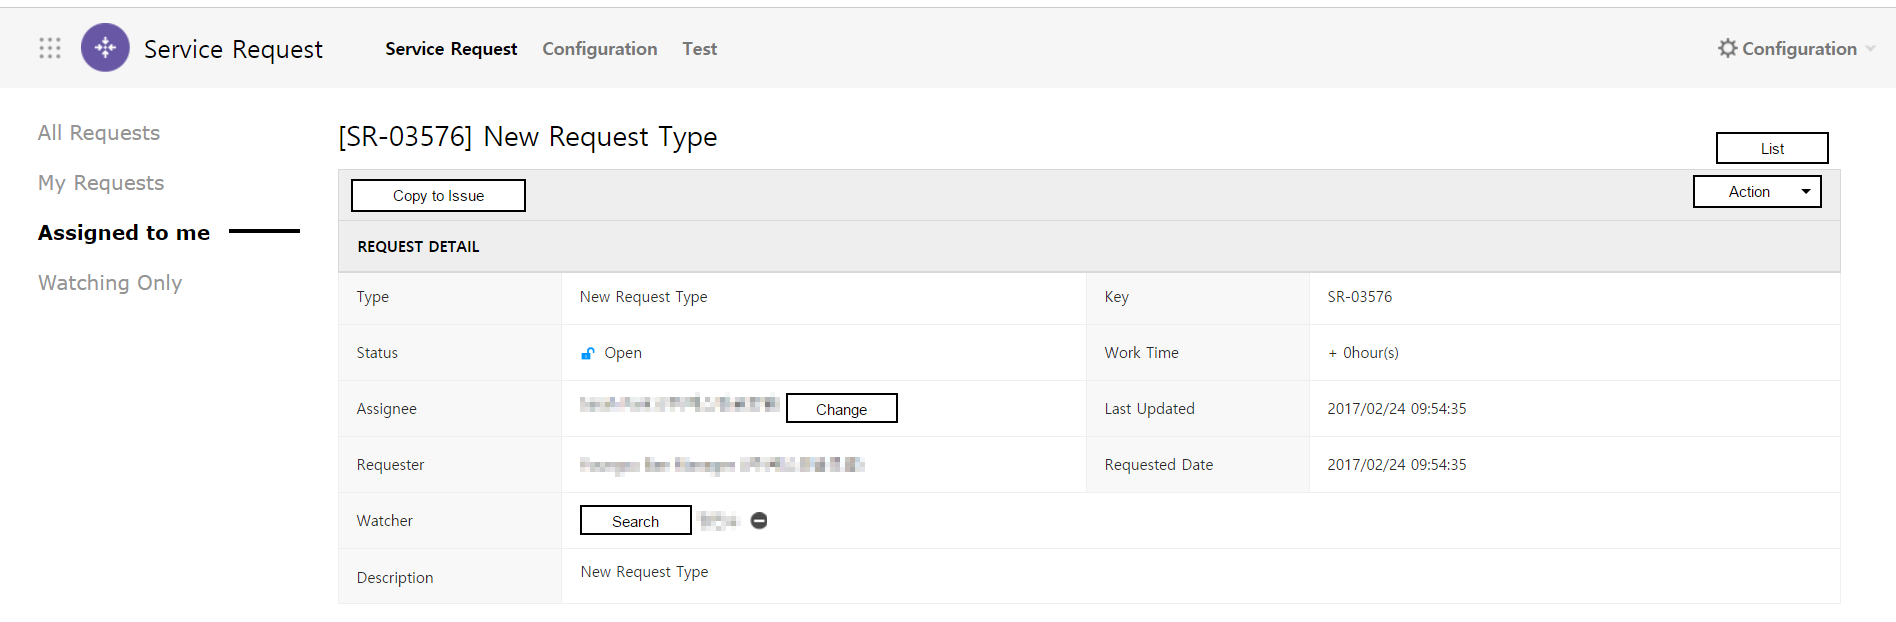 Service Request Service Request Configuration Test Configuration
All Requests
My Requests
Assigned to me
Watching Only
[SR-03576] New Request Type
List
Copy to Issue Action
REQUEST DETAIL
Type New Request Type Key SR-03576
Status Open Work Time + 0hour(s)
Assignee Change Last Updated 2017/02/24 09:54:35
Requester Requested Date 2017/02/24 09:54:35
Watcher Search
Description New Request Type